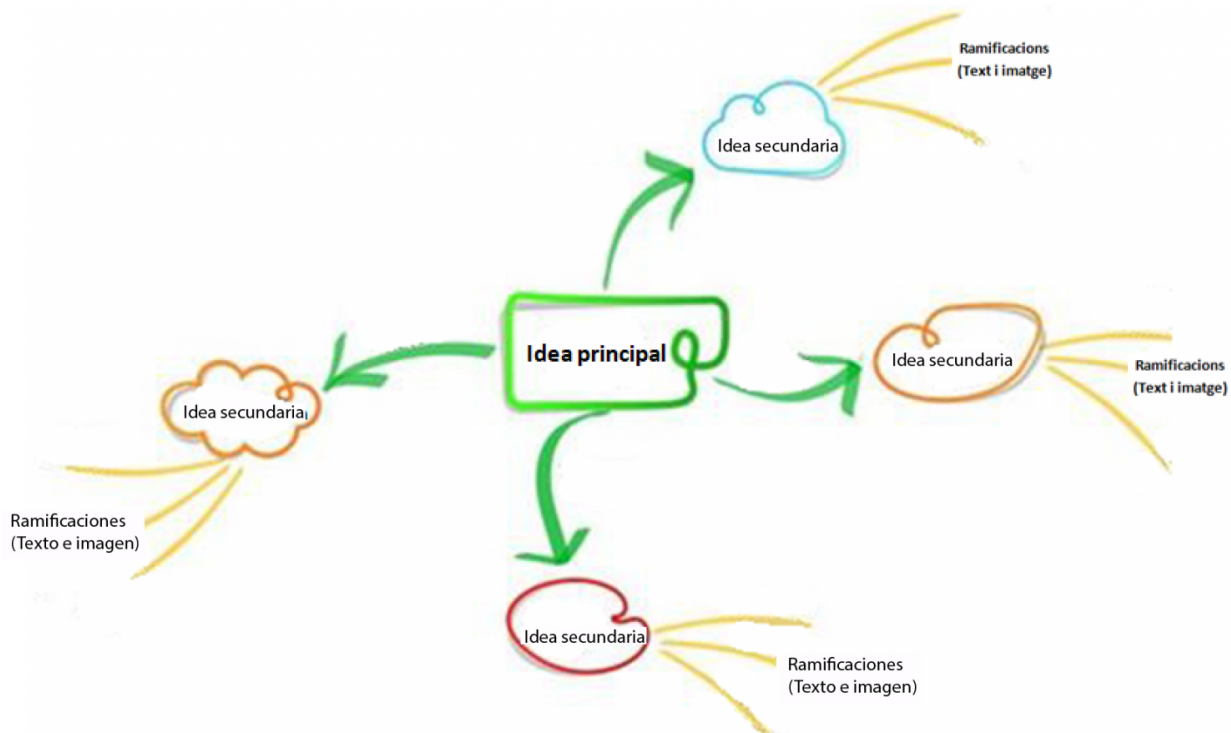 Ramificacions
(Text i imatge)
Idea secundaria
Idea principal
Idea secundaria
Ramificacions
(Text i imatge)
Idea secundaria
Ramificaciones
(Texto e imagen)
Idea secundaria
Ramificaciones
(Texto e imagen)